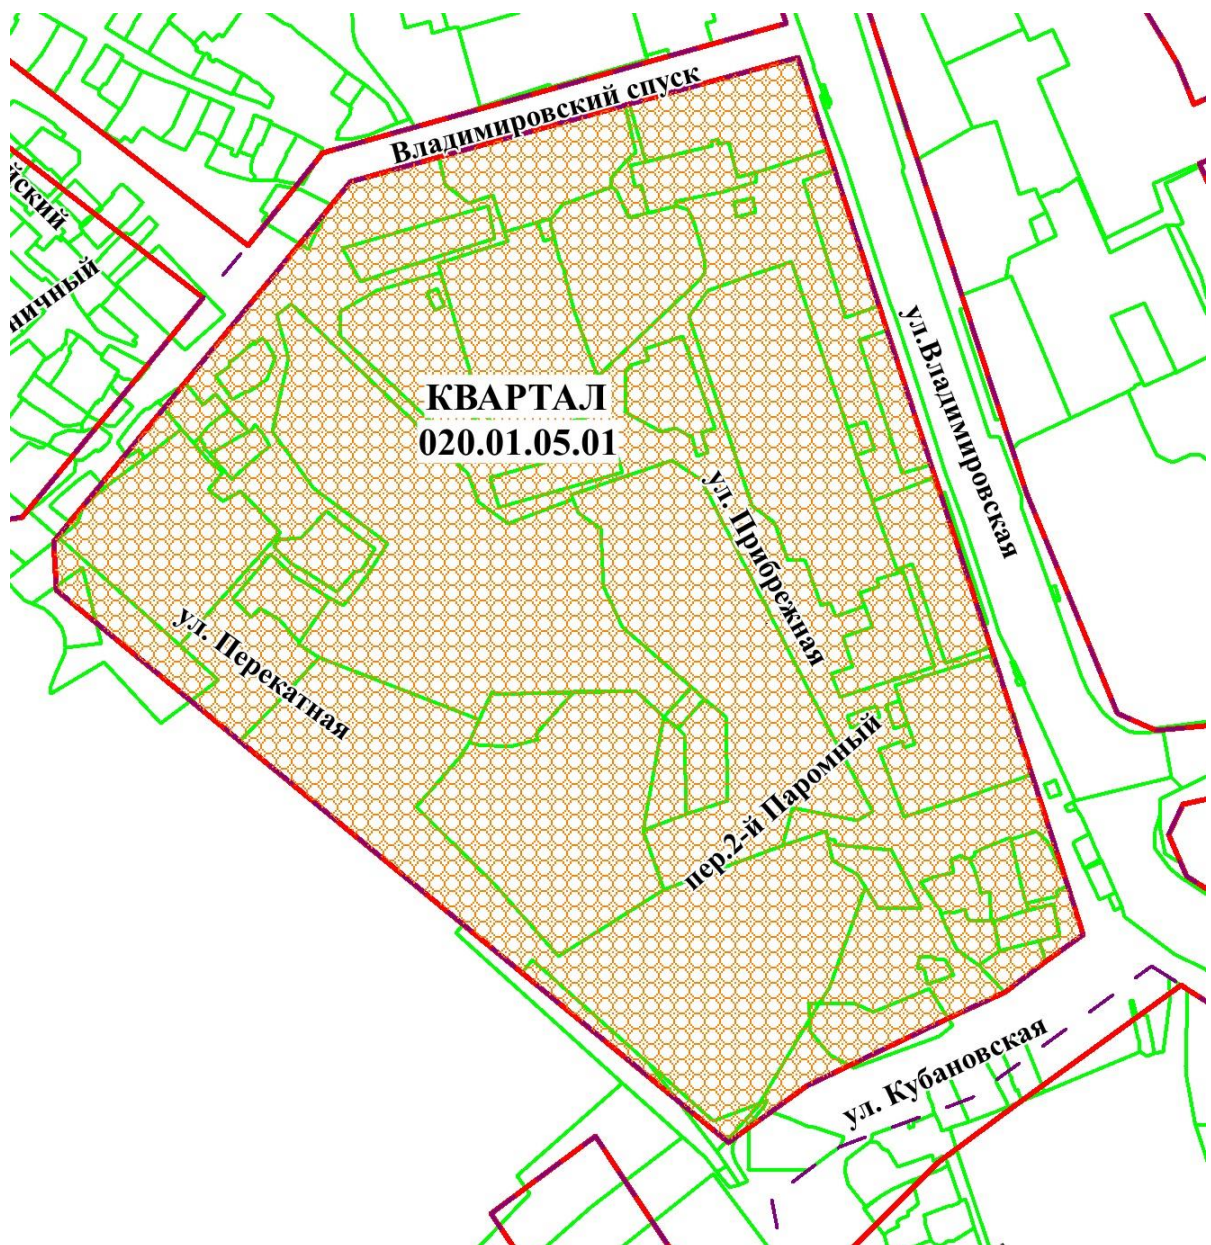 Владимировский спуск
КВАРТАЛ
020.01.05.01
ул.Владимировская
ул. Прибрежная
ул. Перекатная
пер.2-й Паромный
ул. Кубановская